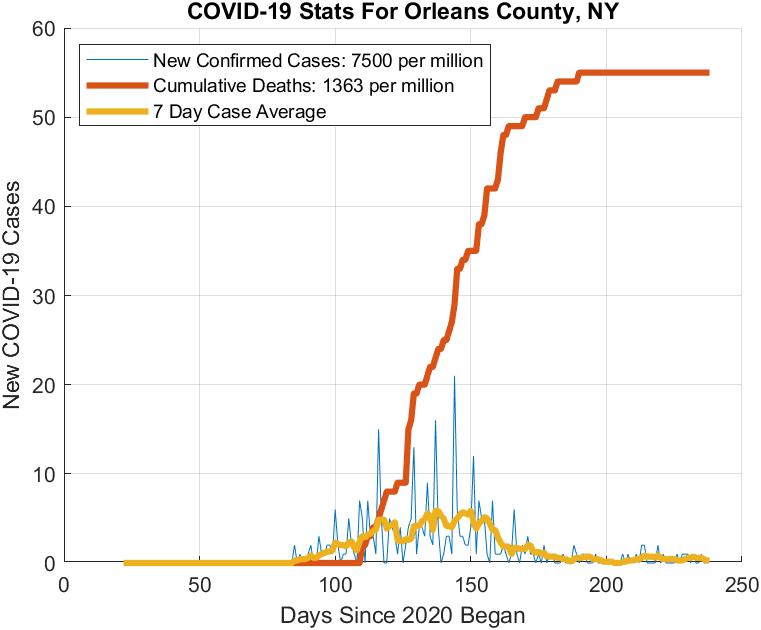 COVID-19 Stats For Orleans County, NY
60
New Confirmed Cases: 7500 per million
Cumulative Deaths: 1363 per million
7 Day Case Average
50
40
30
20
10
0
New COVID-19 Cases
0 50 100 150 200 250
Days Since 2020 Began